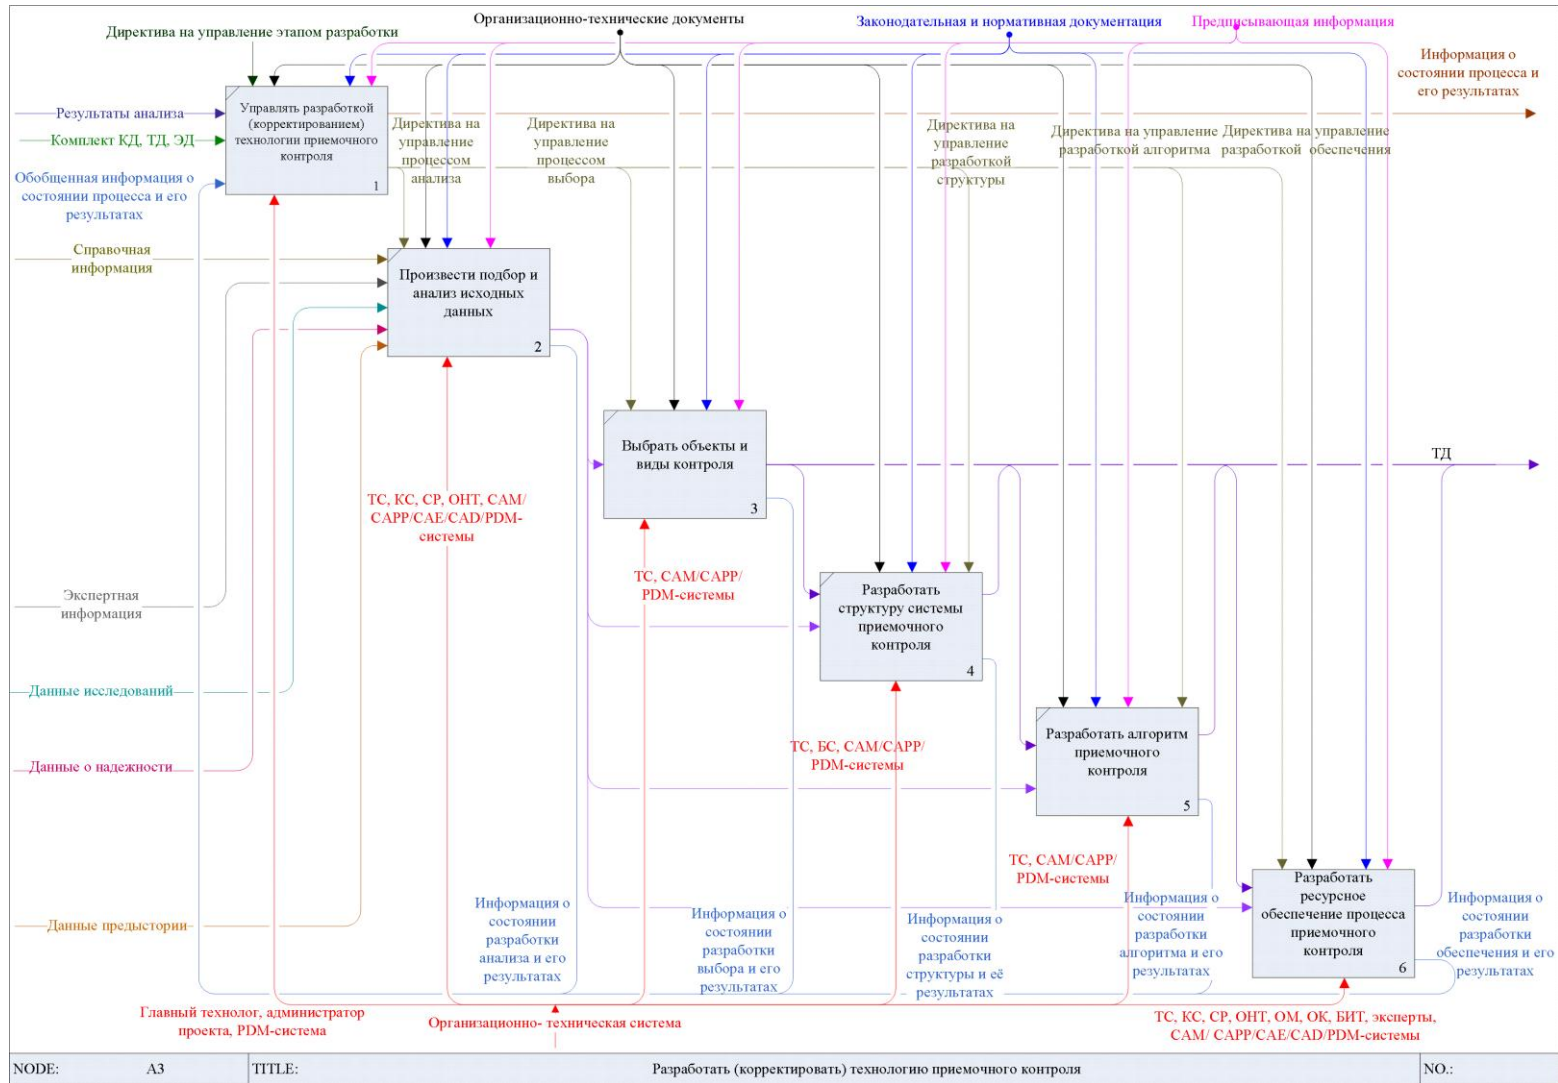 Организационно-технические документы
Законодательная и нормативная документация
Предписывающая информация
Директива на управление этапом разработки
Информация о
состоянии процесса и
его результатах
Результаты анализа
Комплект КД, ТД, ЭД
Обобщенная информация о
состоянии процесса и его
результатах
Управлять разработкой
(корректированием)
технологии приемочного
контроля
1
Директива на
управление
процессом
анализа
Директива на
управление
процессом
выбора
Директива на
управление
разработкой
структуры
Директива на управление
разработкой алгоритма
Директива на управление
разработкой обеспечения
Справочная
информация
Произвести подбор и
анализ исходных
данных
2
Выбрать объекты и
виды контроля
3
ТД
ТС, КС, СР, ОНТ, САМ/
САРР/САЕ/CAD/PDM-
системы
ТС, САМ/САРР/
PDM-системы
Разработать
структуру системы
приемочного
контроля
4
Экспертная
информация
Данные исследований
Данные о надежности
Данные предыстории
ТС, БС, САМ/САРР/
PDM-системы
Разработать алгоритм
приемочного
контроля
5
ТС, САМ/САРР/
PDM-системы
Разработать
ресурсное
обеспечение процесса
приемочного
контроля
6
Информация о
состоянии
разработки
анализа и его
результатах
Информация о
состоянии
разработки
выбора и его
результатах
Информация о
состоянии
разработки
структуры и её
результатах
Информация о
состоянии
разработки
алгоритма и его
результатах
Информация о
состоянии
разработки
обеспечения и его
результатах
Главный технолог, администратор
проекта, PDM-система
Организационно- техническая система
ТС, КС, СР, ОНТ, ОМ, ОК, БИТ, эксперты,
САМ/ САРР/САЕ/CAD/PDM-системы
NODE: A3
TITLE: Разработать (корректировать) технологию приемочного контроля
NO.: